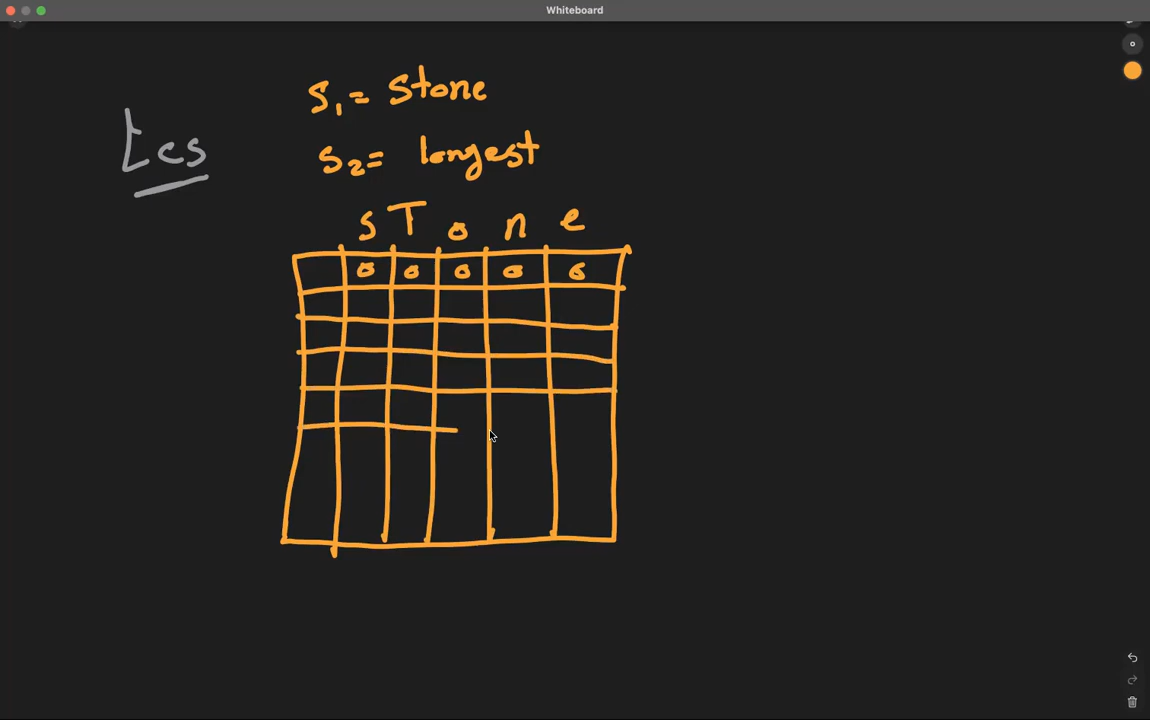 Whiteboard
Lcs
S1 = Stone
S2 = longest
S T o n e
0 0 0 0 0